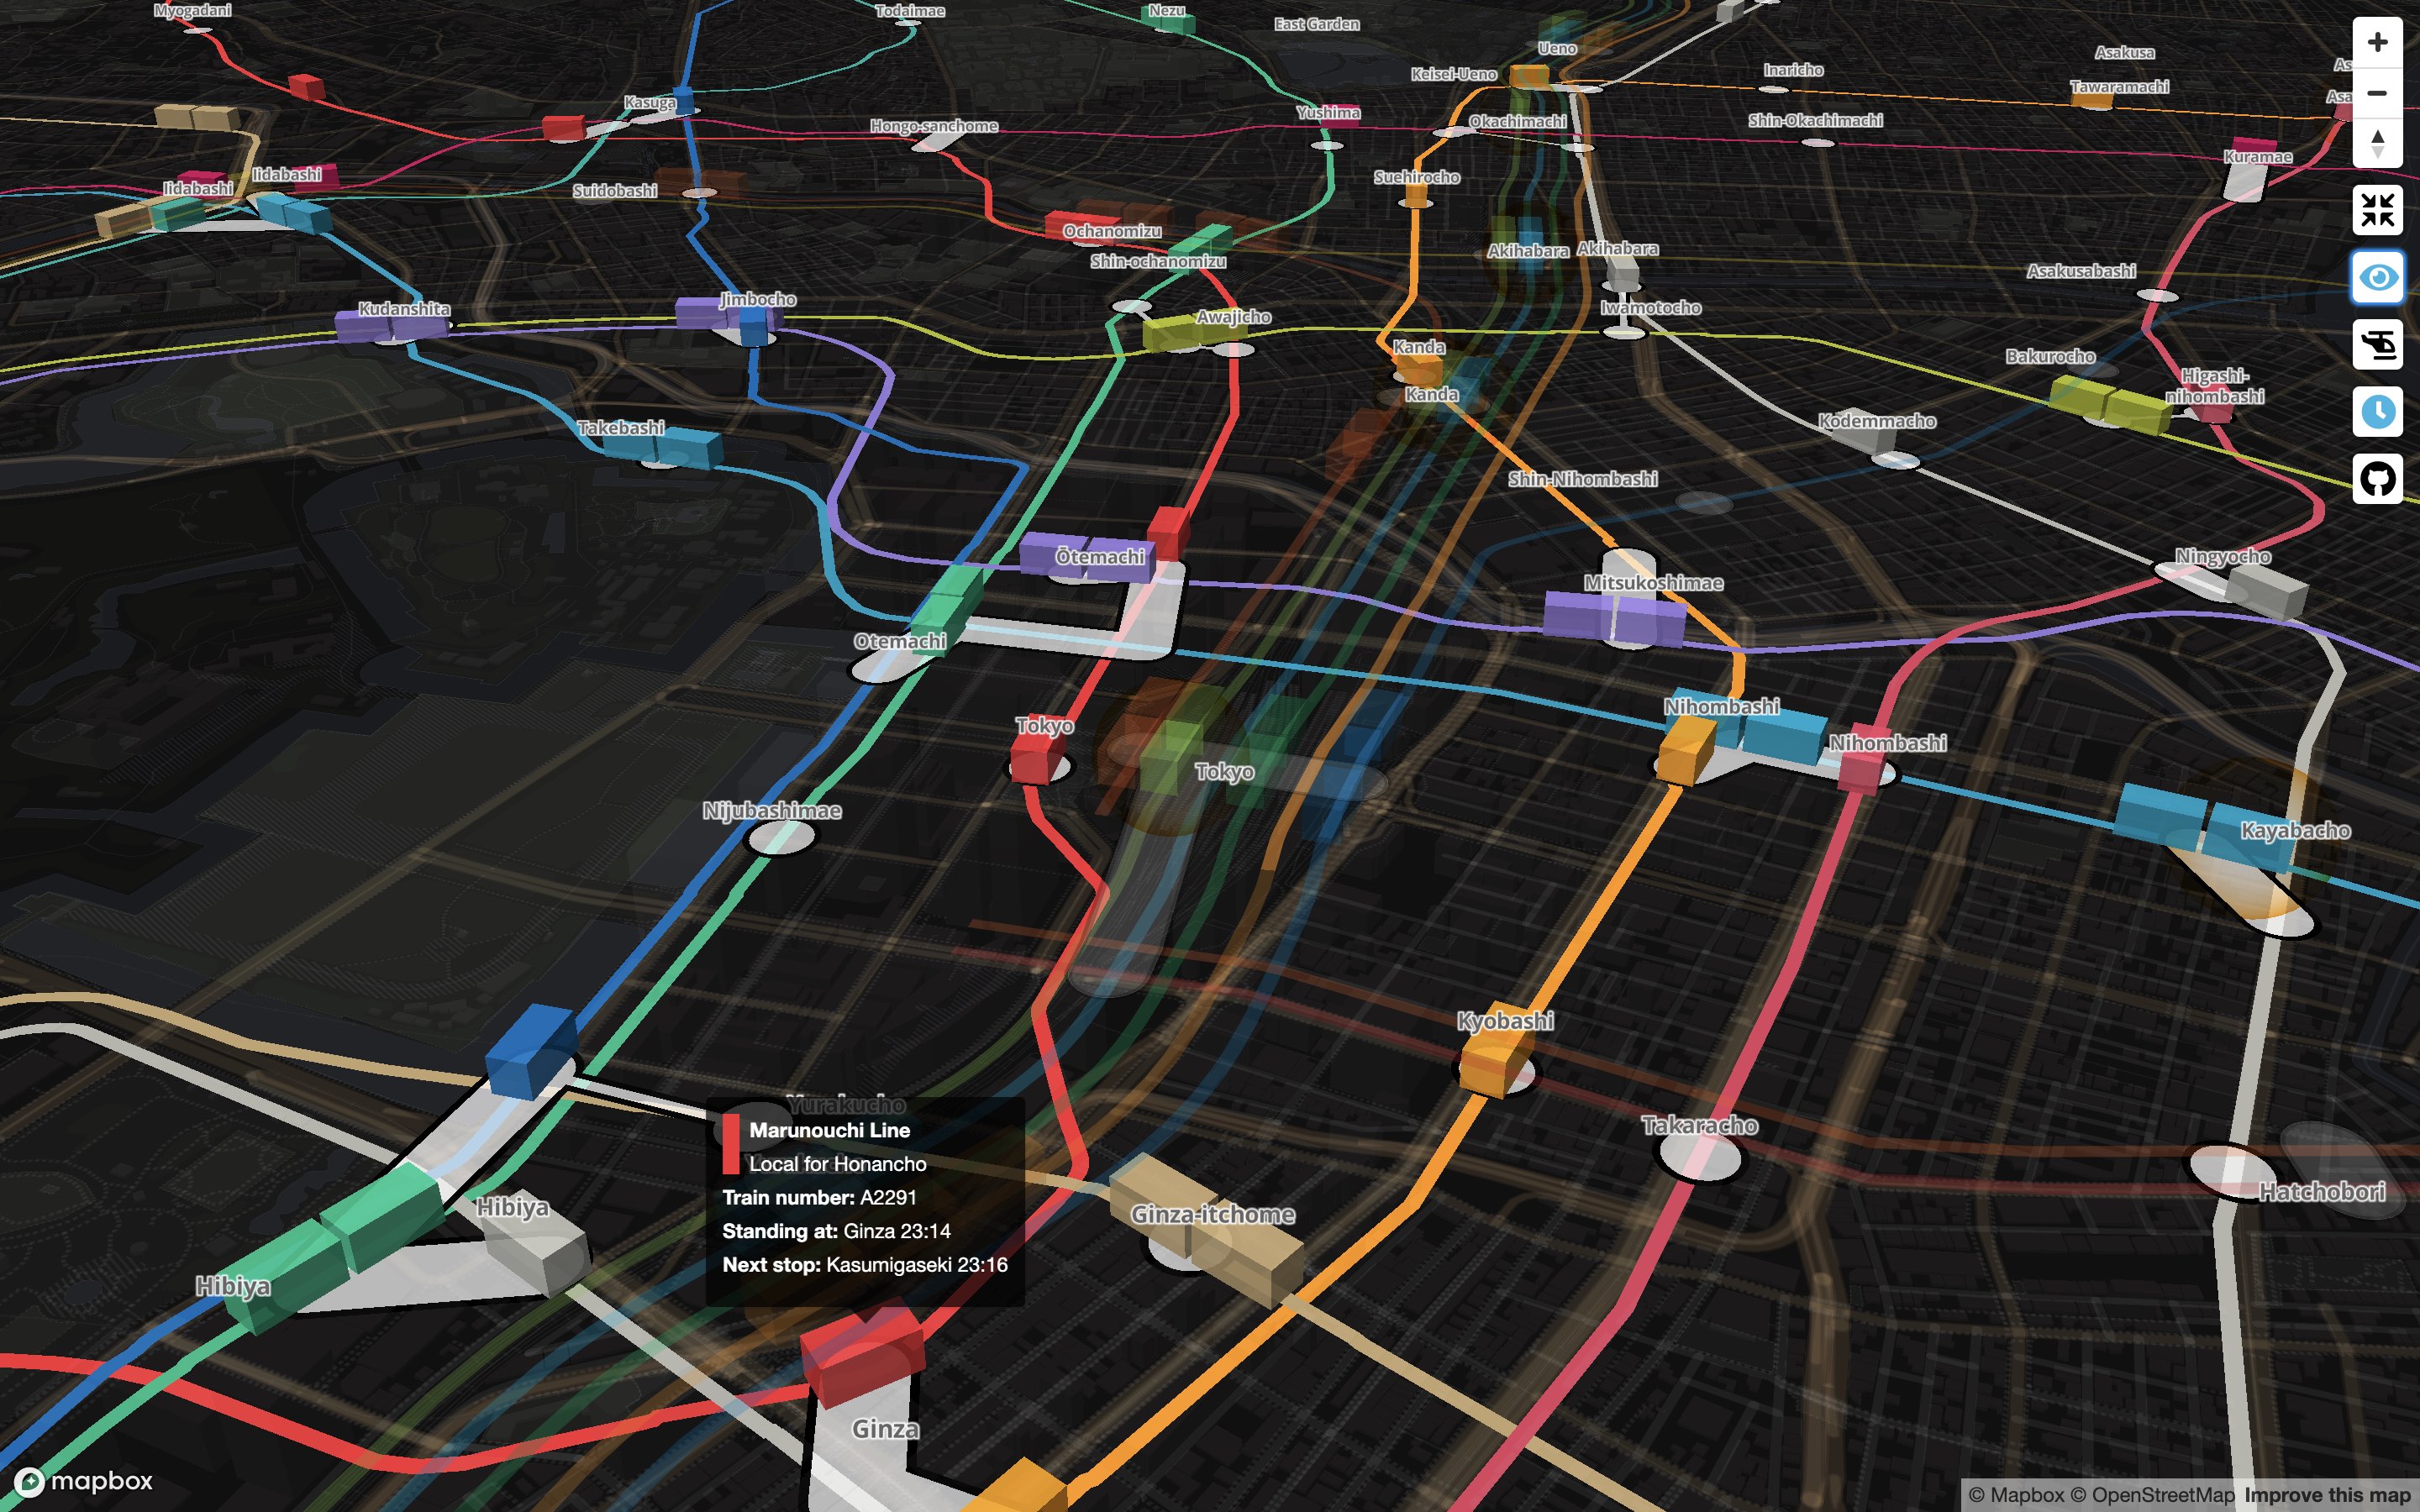 Myogadani
Todaimae
Nezu
East Garden
Ueno
Asakusa
Keisei-Ueno
Inaricho
Tawaramachi
Kasuga
Hongo-sanchome
Yushima
Okachimachi
Shin-Okachimachi
Kuramae
Iidabashi
Iidabashi
Suidobashi
Suehirocho
Ochanomizu
Shin-ochanomizu
Akihabara
Akihabara
Asakusabashi
Kudanshita
Jimbocho
Awajicho
Iwamotocho
Kanda
Kanda
Bakurocho
Higashi-
nihombashi
Takebashi
Kodemmacho
Shin-Nihombashi
Ōtemachi
Mitsukoshimae
Ningyocho
Otemachi
Nihombashi
Nihombashi
Tokyo
Tokyo
Nijubashimae
Kayabacho
Kyobashi
Yurakucho
Takaracho
Marunouchi Line
Local for Honancho
Train number: A2291
Standing at: Ginza 23:14
Next stop: Kasumigaseki 23:16
Hatchobori
Hibiya
Ginza-itchome
Hibiya
Ginza
mapbox
© Mapbox © OpenStreetMap Improve this map